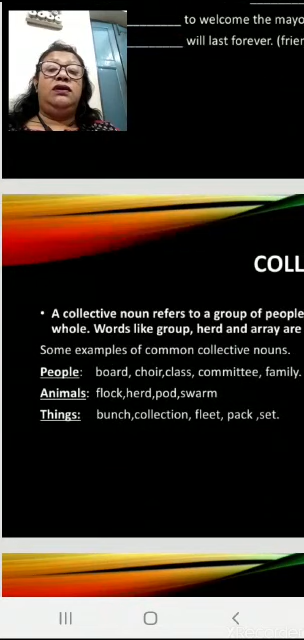 to welcome the mayo
will last forever. (frier
COLL
• A collective noun refers to a group of people
whole. Words like group, herd and array are
Some examples of common collective nouns.
People: board, choir,class, committee, family.
Animals: flock,herd,pod,swarm
Things: bunch,collection, fleet, pack ,set.